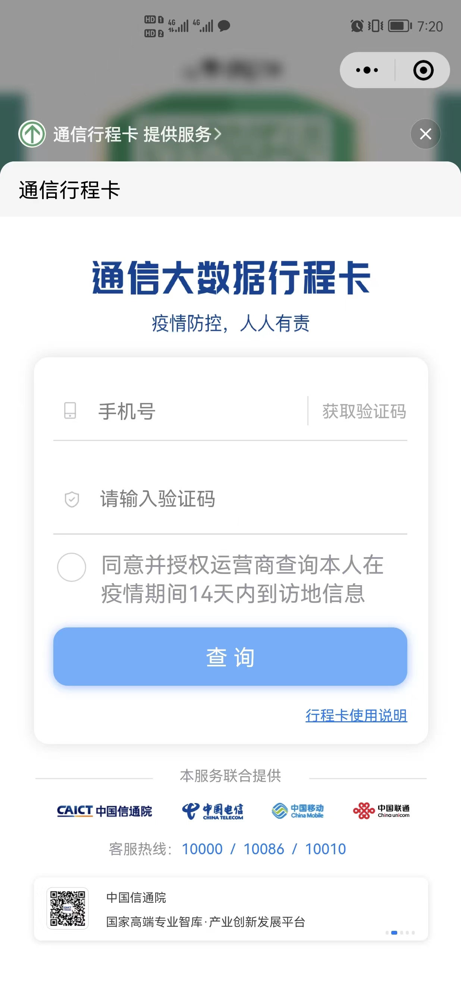 HD 1 4G 4G 7:20
HD 2
通信行程卡 提供服务
通信行程卡
通信大数据行程卡
疫情防控，人人有责
手机号 获取验证码
请输入验证码
同意并授权运营商查询本人在
疫情期间14天内到访地信息
查询
行程卡使用说明
本服务联合提供
CAICT 中国信通院 中国电信 CHINA TELECOM 中国移动 China Mobile 中国联通 China unicom
客服热线：10000 / 10086 / 10010
中国信通院
国家高端专业智库·产业创新发展平台